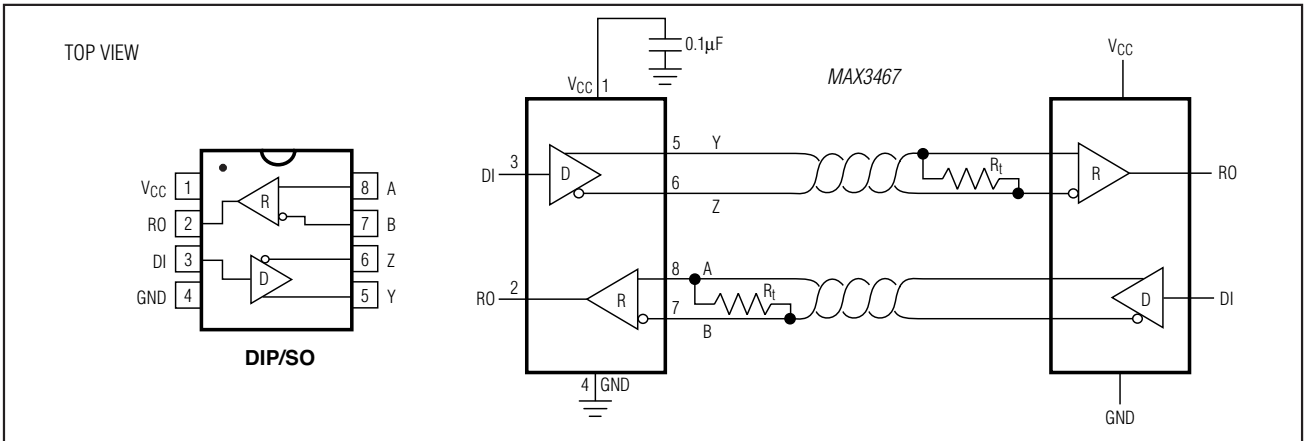 TOP VIEW
VCC 1
RO 2
DI 3
GND 4
8 A
7 B
6 Z
5 Y
R
D
DIP/SO
0.1µF
VCC 1
MAX3467
VCC
DI 3
D
5 Y
6
Z
Rt
R
RO
RO 2
R
8 A
7
B
Rt
D
DI
4 GND
GND